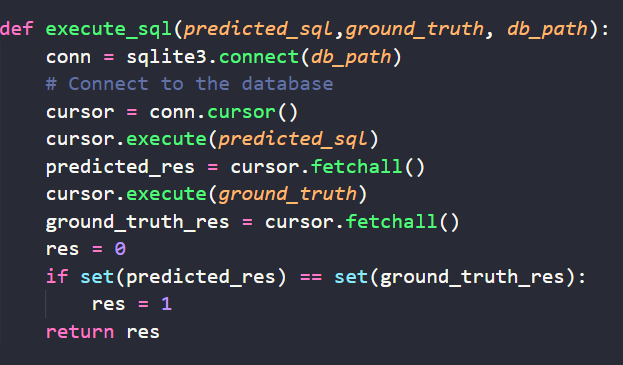 def execute_sql(predicted_sql,ground_truth, db_path):
    conn = sqlite3.connect(db_path)
    # Connect to the database
    cursor = conn.cursor()
    cursor.execute(predicted_sql)
    predicted_res = cursor.fetchall()
    cursor.execute(ground_truth)
    ground_truth_res = cursor.fetchall()
    res = 0
    if set(predicted_res) == set(ground_truth_res):
        res = 1
    return res